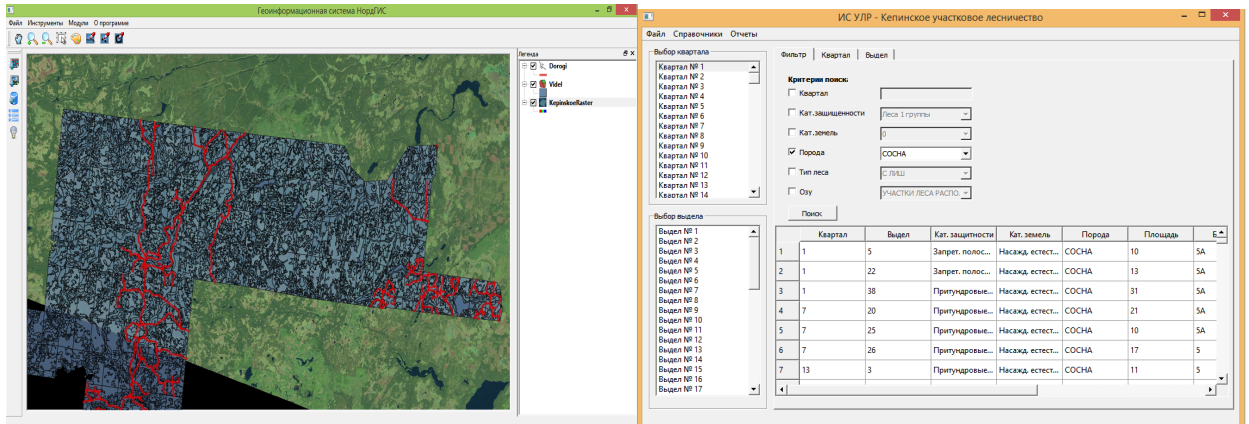 Геоинформационная система НордГИС
Файл Инструменты Модули О программе
Легенда
Dorogi
Videl
KepinskoeRaster
ИС УЛР - Кепинское участковое лесничество
Файл Справочники Отчеты
Выбор квартала
Квартал № 1
Квартал № 2
Квартал № 3
Квартал № 4
Квартал № 5
Квартал № 6
Квартал № 7
Квартал № 8
Квартал № 9
Квартал № 10
Квартал № 11
Квартал № 12
Квартал № 13
Квартал № 14
Выбор выдела
Выдел № 1
Выдел № 2
Выдел № 3
Выдел № 4
Выдел № 5
Выдел № 6
Выдел № 7
Выдел № 8
Выдел № 9
Выдел № 10
Выдел № 11
Выдел № 12
Выдел № 13
Выдел № 14
Выдел № 15
Выдел № 16
Выдел № 17
Фильтр Квартал Выдел
Критерии поиск:
Квартал
Кат.защищенности Леса 1 группы
Кат.земель 0
Порода СОСНА
Тип леса С ЛИШ
Озу УЧАСТКИ ЛЕСА РАСПО.
Поиск
Квартал Выдел Кат. защитности Кат. земель Порода Площадь Б
1 1 5 Запрет. полос... Насажд. естест... СОСНА 10 5А
2 1 22 Запрет. полос... Насажд. естест... СОСНА 13 5А
3 1 38 Притундровые... Насажд. естест... СОСНА 31 5А
4 7 20 Притундровые... Насажд. естест... СОСНА 21 5А
5 7 25 Притундровые... Насажд. естест... СОСНА 10 5А
6 7 26 Притундровые... Насажд. естест... СОСНА 17 5
7 13 3 Притундровые... Насажд. естест... СОСНА 11 5